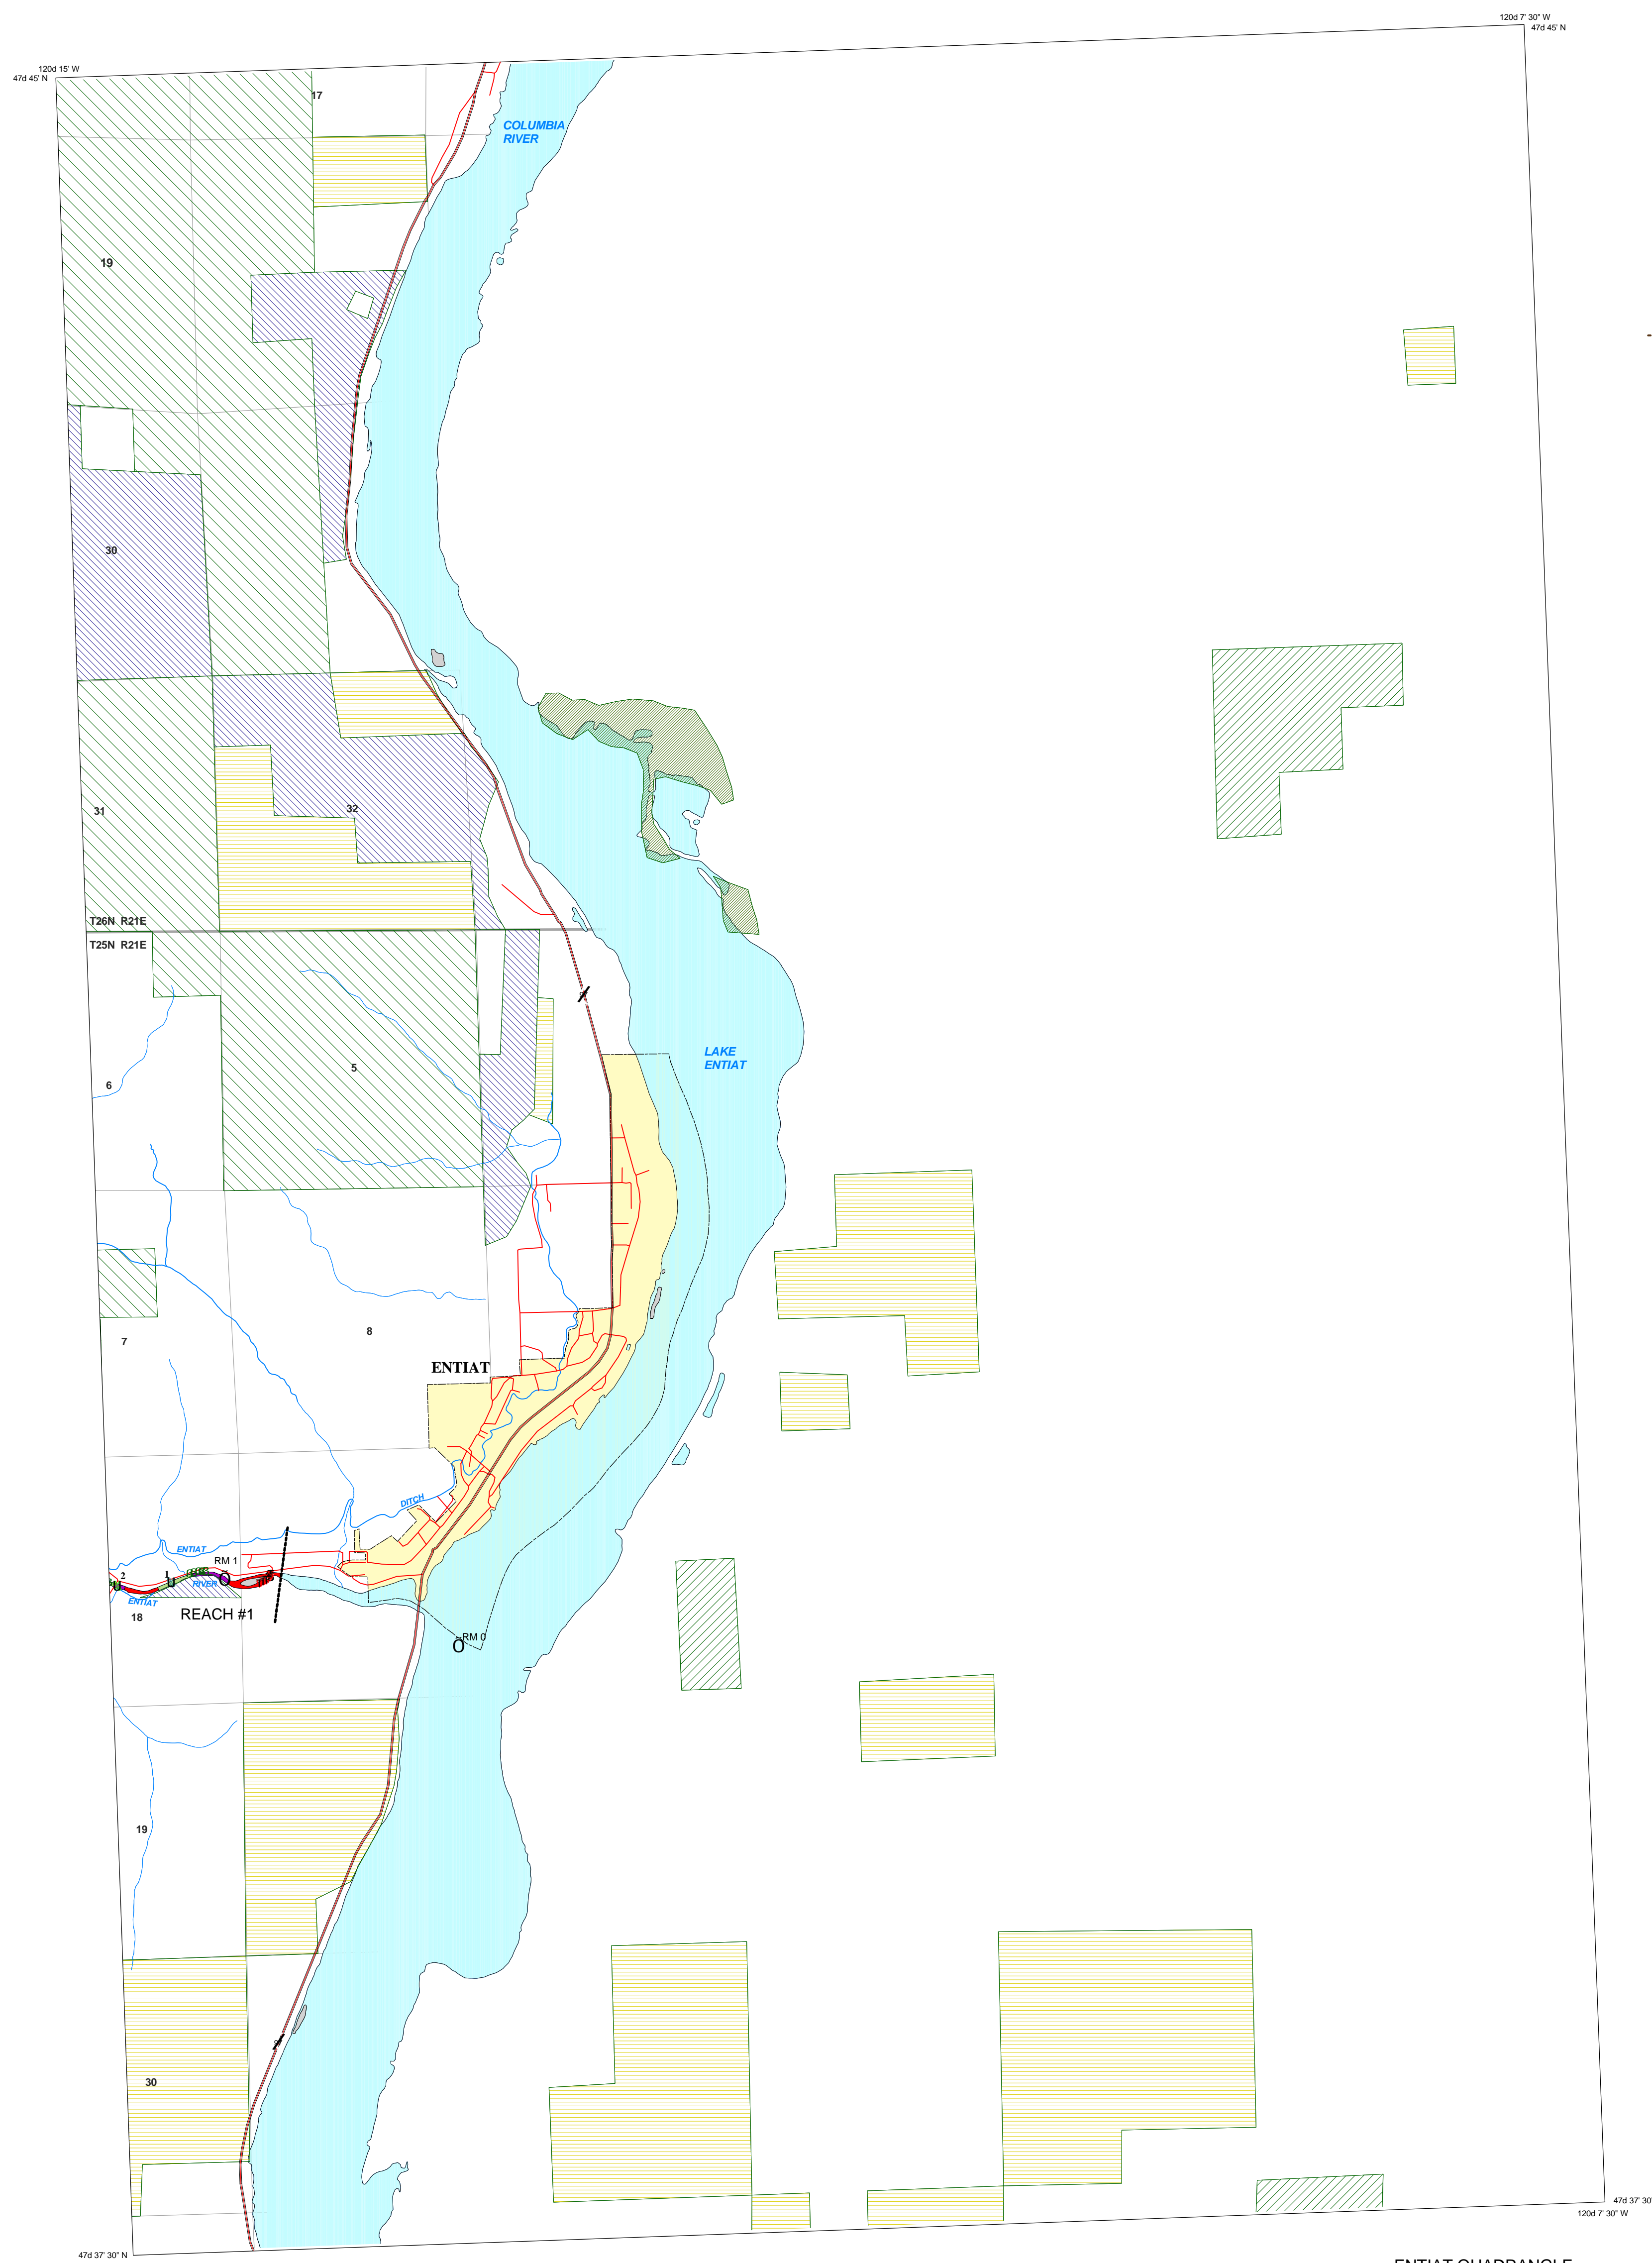 120d 7' 30" W
47d 45' N
120d 15' W
47d 45' N
17
COLUMBIA
RIVER
19
30
31
32
T26N R21E
T25N R21E
LAKE
ENTIAT
5
6
7
8
ENTIAT
DITCH
ENTIAT
RM 1
2
1
U
U
O
RIVER
ENTIAT
18
REACH #1
RM 0
O
19
30
47d 37' 30"
120d 7' 30" W
47d 37' 30" N
ENTIAT QUADRANGLE